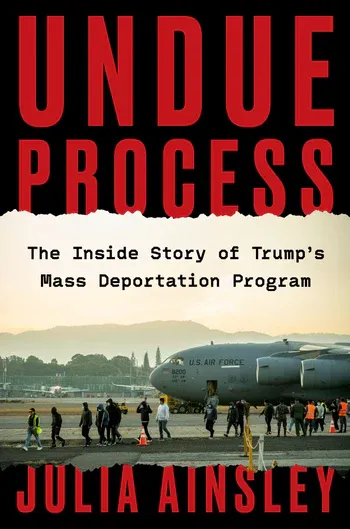 UNDUE
PROCESS
The Inside Story of Trump's
Mass Deportation Program
U.S. AIR FORCE
JULIA AINSLEY